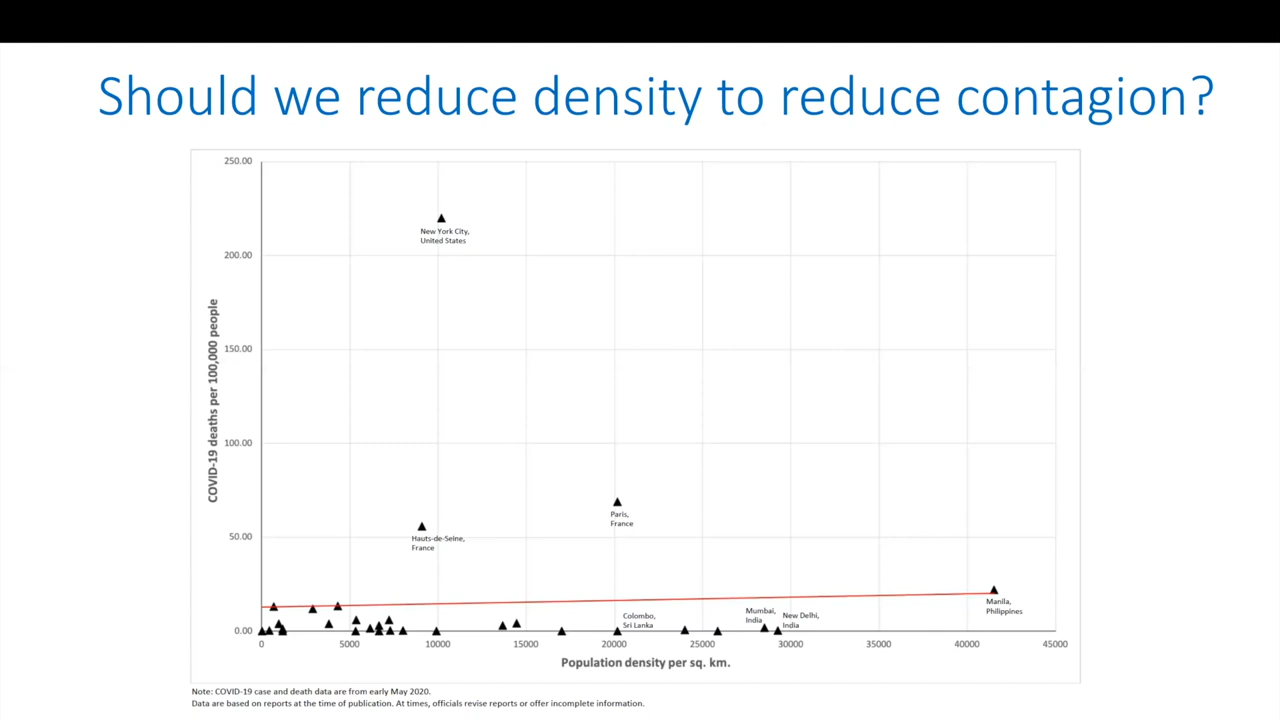 Should we reduce density to reduce contagion?
250.00
200.00
150.00
100.00
50.00
0.00
COVID-19 deaths per 100,000 people
New York City,
United States
Paris,
France
Hauts-de-Seine,
France
Colombo,
Sri Lanka
Mumbai,
India
New Delhi,
India
Manila,
Philippines
0
5000
10000
15000
20000
25000
30000
35000
40000
45000
Population density per sq. km.
Note: COVID-19 case and death data are from early May 2020.
Data are based on reports at the time of publication. At times, officials revise reports or offer incomplete information.